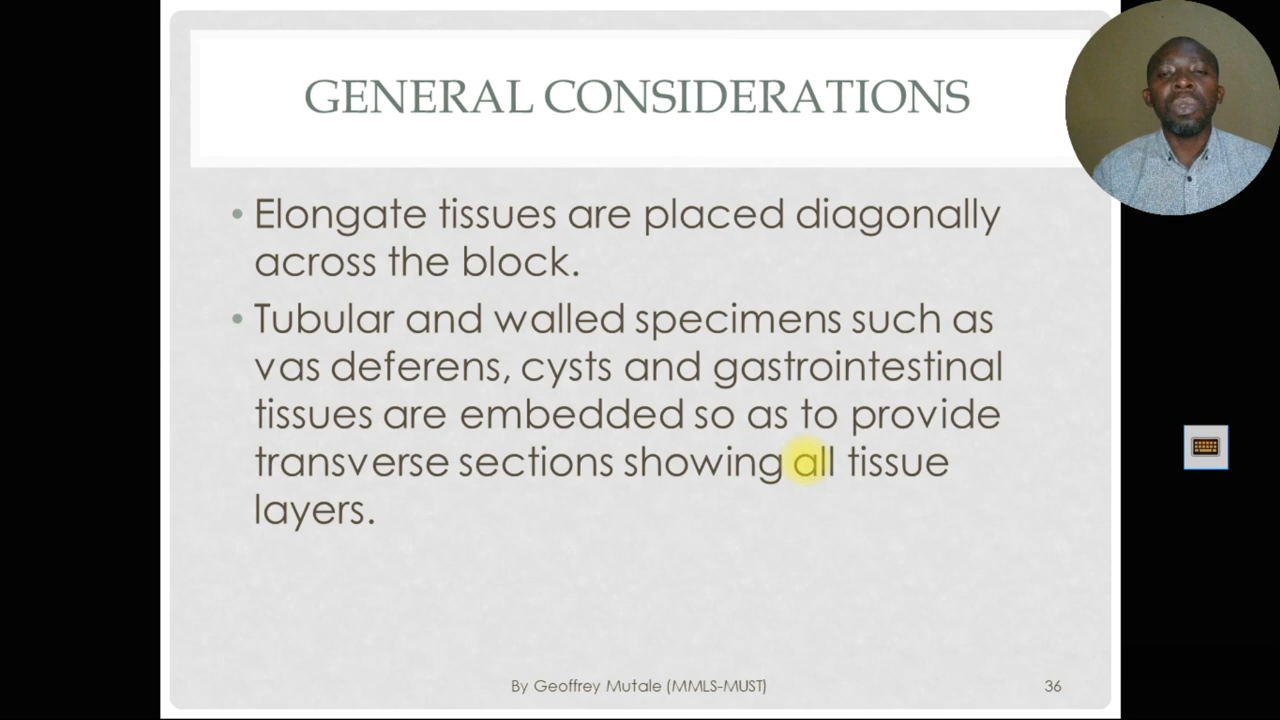 GENERAL CONSIDERATIONS
• Elongate tissues are placed diagonally
across the block.
• Tubular and walled specimens such as
vas deferens, cysts and gastrointestinal
tissues are embedded so as to provide
transverse sections showing all tissue
layers.
By Geoffrey Mutale (MMLS-MUST)
36